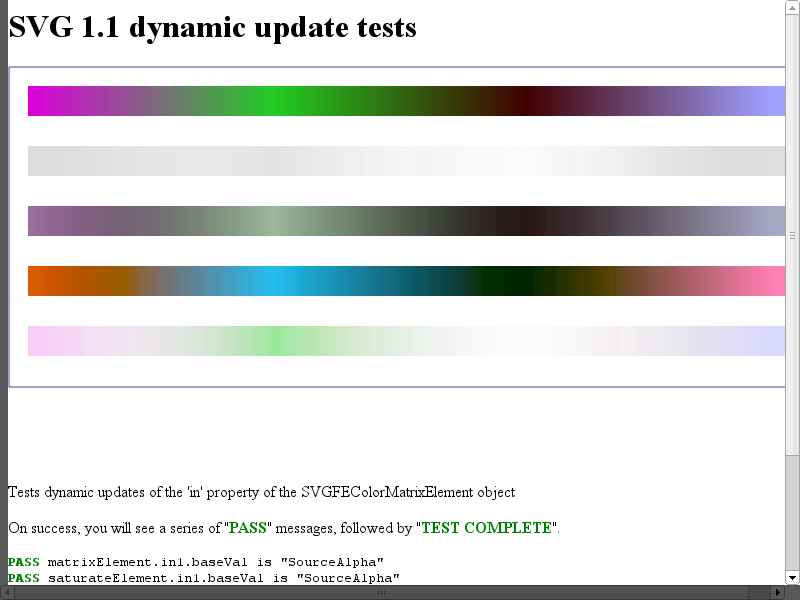 SVG 1.1 dynamic update tests
Tests dynamic updates of the 'in' property of the SVGFEColorMatrixElement object
On success, you will see a series of "PASS" messages, followed by "TEST COMPLETE".
PASS matrixElement.in1.baseVal is "SourceAlpha"
PASS saturateElement.in1.baseVal is "SourceAlpha"